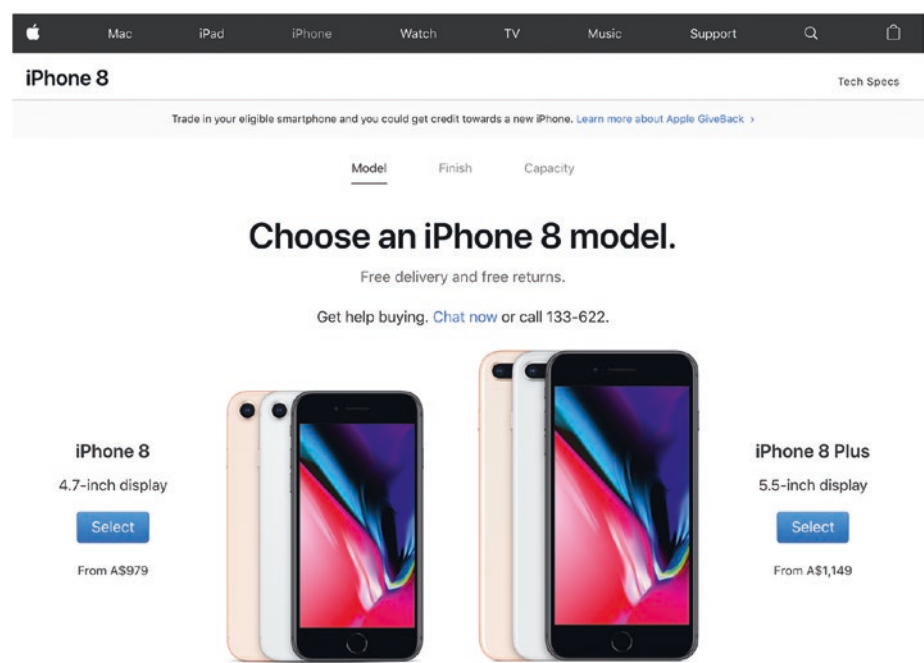 Mac iPad iPhone Watch TV Music Support
iPhone 8
Tech Specs
Trade in your eligible smartphone and you could get credit towards a new iPhone. Learn more about Apple GiveBack >
Model Finish Capacity
Choose an iPhone 8 model.
Free delivery and free returns.
Get help buying. Chat now or call 133-622.
iPhone 8
4.7-inch display
Select
From A$979
iPhone 8 Plus
5.5-inch display
Select
From A$1,149